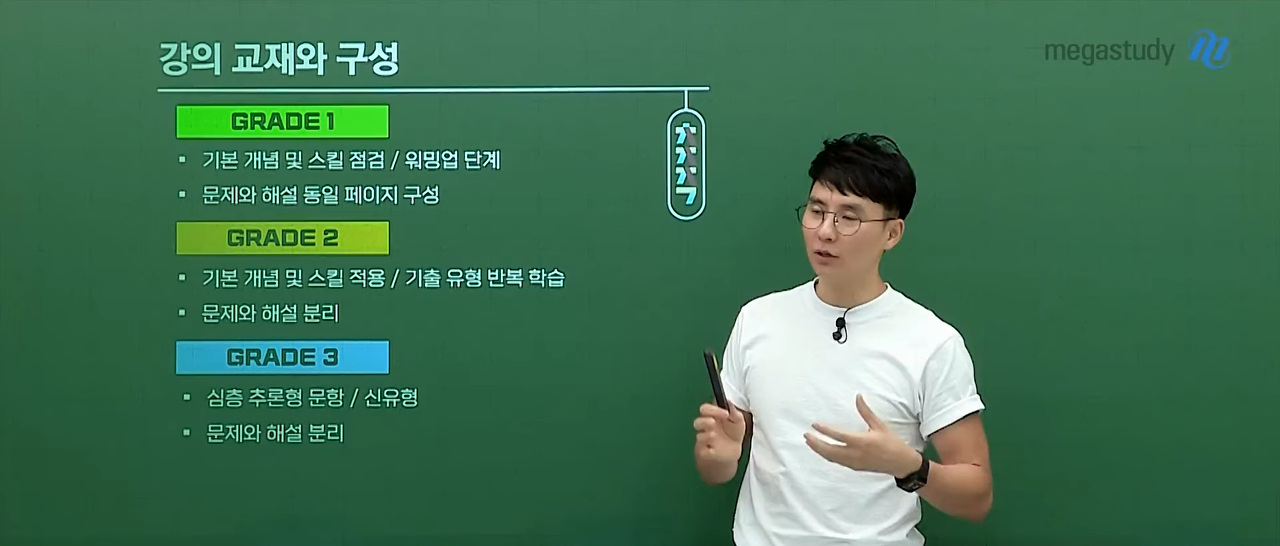 강의 교재와 구성
megastudy
GRADE 1
▪ 기본 개념 및 스킬 점검 / 워밍업 단계
▪ 문제와 해설 동일 페이지 구성
GRADE 2
▪ 기본 개념 및 스킬 적용 / 기출 유형 반복 학습
▪ 문제와 해설 분리
GRADE 3
▪ 심층 추론형 문항 / 신유형
▪ 문제와 해설 분리